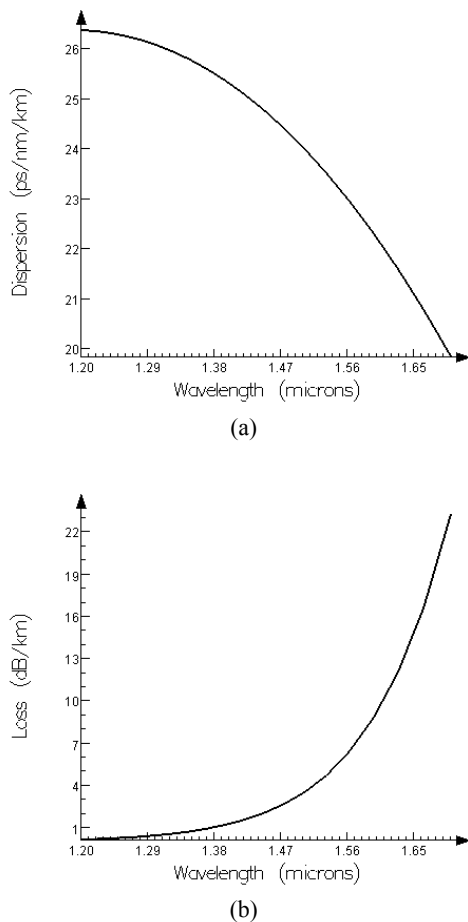 26
25
24
23
22
21
20
Dispersion (ps/nm/km)
1.20 1.29 1.38 1.47 1.56 1.65
Wavelength (microns)
(a)
22
19
16
13
10
7
4
1
Loss (dB/km)
1.20 1.29 1.38 1.47 1.56 1.65
Wavelength (microns)
(b)